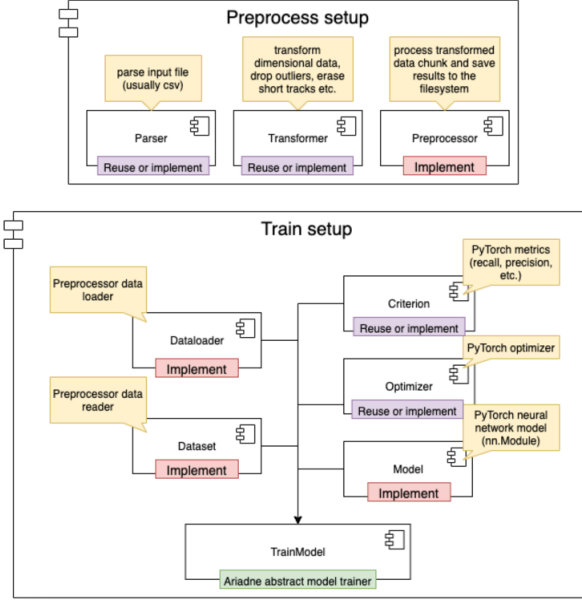 Preprocess setup
parse input file
(usually csv)
transform
dimensional data,
drop outliers, erase
short tracks etc.
process transformed
data chunk and save
results to the
filesystem
Parser
Reuse or implement
Transformer
Reuse or implement
Preprocessor
Implement
Train setup
Preprocessor data
loader
Dataloader
Implement
Preprocessor data
reader
Dataset
Implement
PyTorch metrics
(recall, precision,
etc.)
Criterion
Reuse or implement
PyTorch optimizer
Optimizer
Reuse or implement
PyTorch neural
network model
(nn.Module)
Model
Implement
TrainModel
Ariadne abstract model trainer